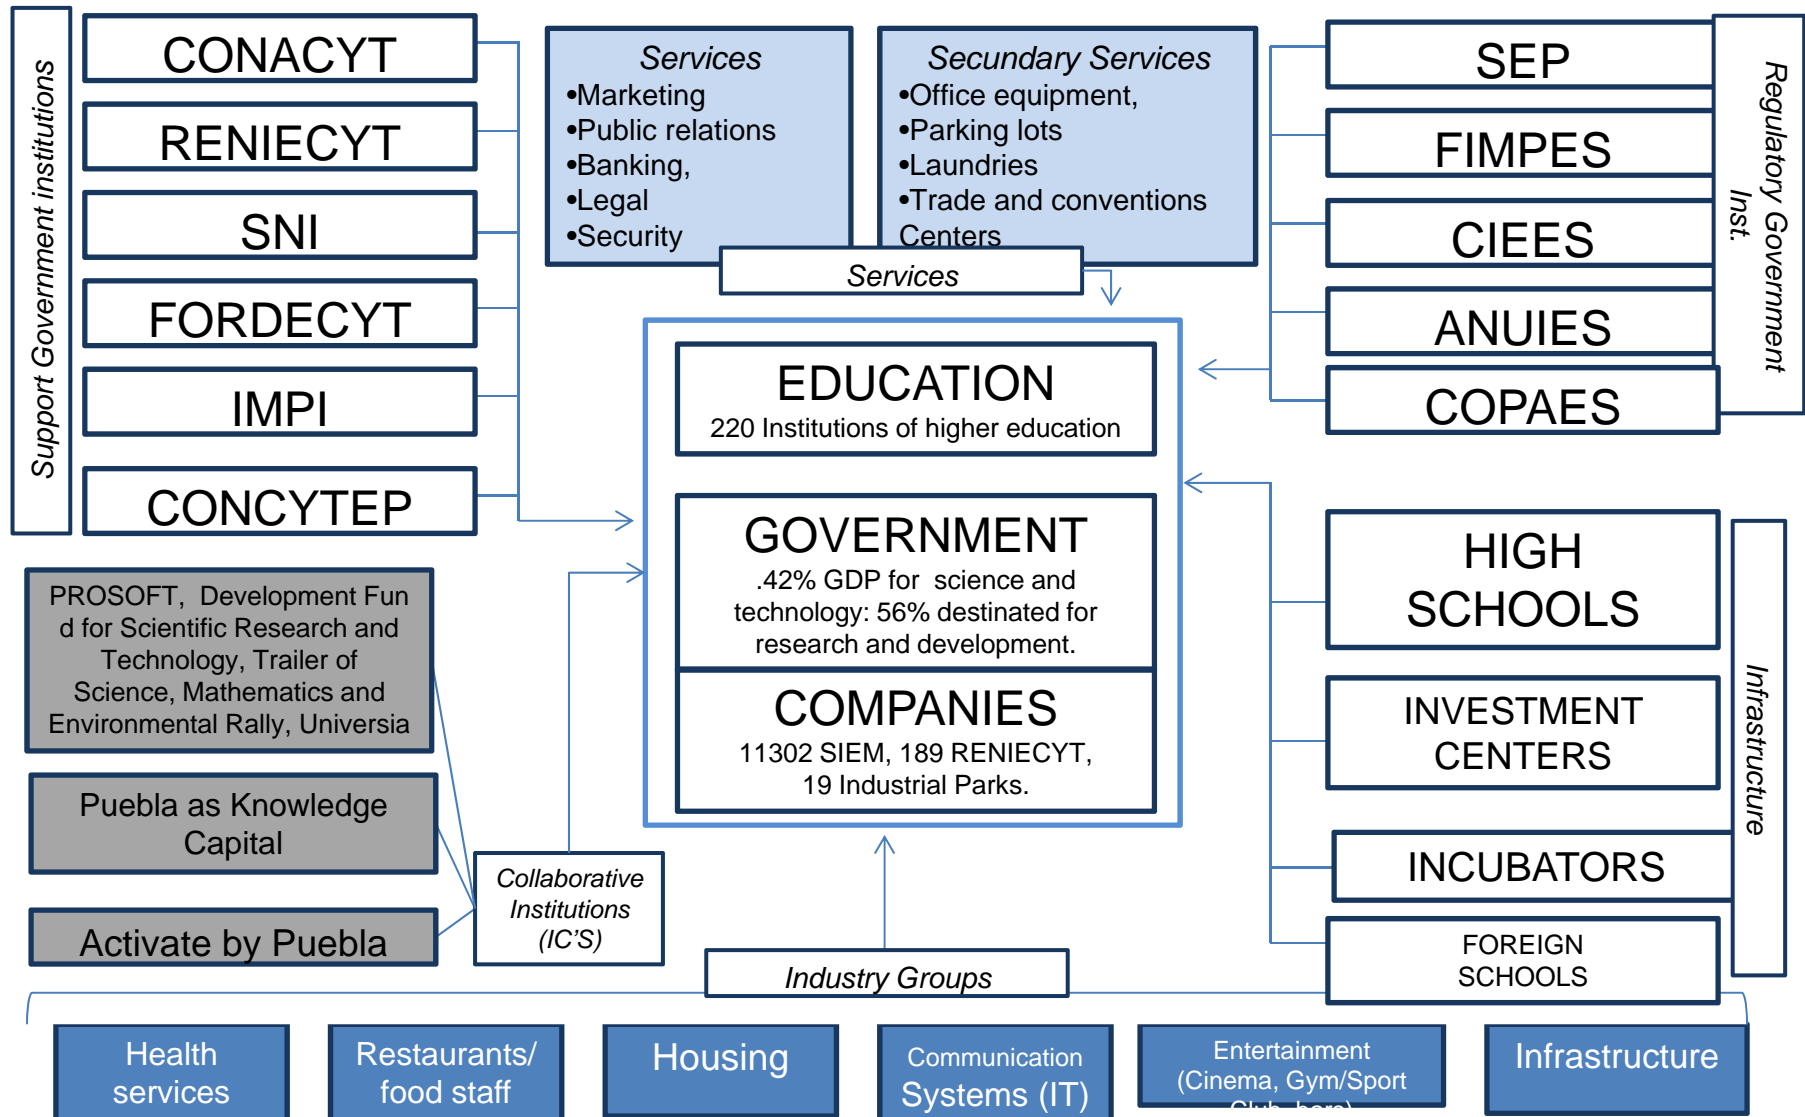 Support Government institutions
CONACYT
RENIECYT
SNI
FORDECYT
IMPI
CONCYTEP
Services
•Marketing
•Public relations
•Banking,
•Legal
•Security
Secundary Services
•Office equipment,
•Parking lots
•Laundries
•Trade and conventions
Centers
Services
SEP
FIMPES
CIEES
ANUIES
COPAES
Regulatory Government
Inst.
EDUCATION
220 Institutions of higher education
GOVERNMENT
.42% GDP for science and
technology: 56% destinated for
research and development.
COMPANIES
11302 SIEM, 189 RENIECYT,
19 Industrial Parks.
PROSOFT, Development Fun
d for Scientific Research and
Technology, Trailer of
Science, Mathematics and
Environmental Rally, Universia
Puebla as Knowledge
Capital
Activate by Puebla
Collaborative
Institutions
(IC'S)
HIGH
SCHOOLS
INVESTMENT
CENTERS
INCUBATORS
FOREIGN
SCHOOLS
Infrastructure
Industry Groups
Health
services
Restaurants/
food staff
Housing
Communication
Systems (IT)
Entertainment
(Cinema, Gym/Sport
Club, bars)
Infrastructure